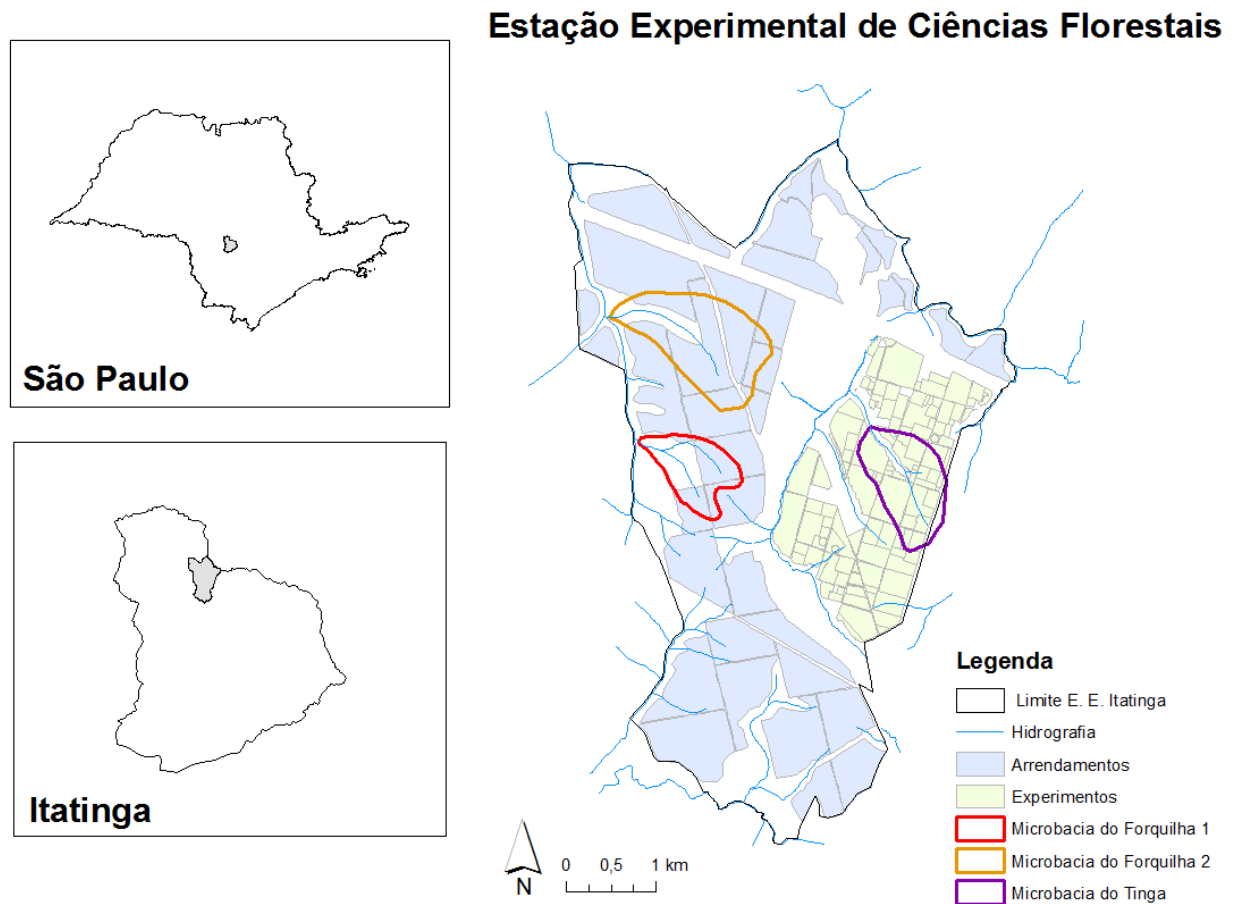 Estação Experimental de Ciências Florestais
São Paulo
Itatinga
Legenda
Limite E. E. Itatinga
Hidrografia
Arrendamentos
Experimentos
Microbacia do Forquilha 1
Microbacia do Forquilha 2
Microbacia do Tinga
N
0 0,5 1 km